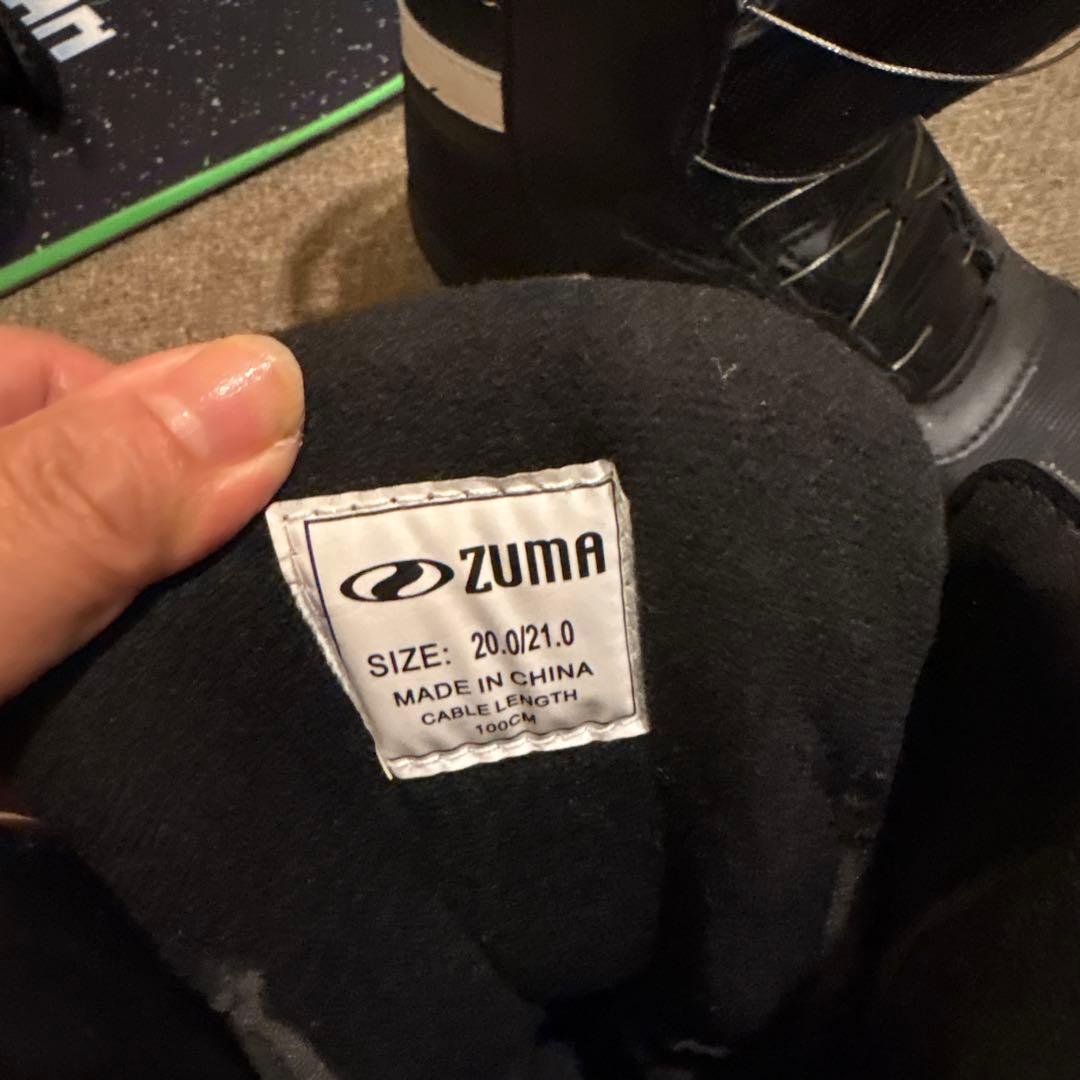 ZUMA
SIZE: 20.0/21.0
MADE IN CHINA
CABLE LENGTH
100CM